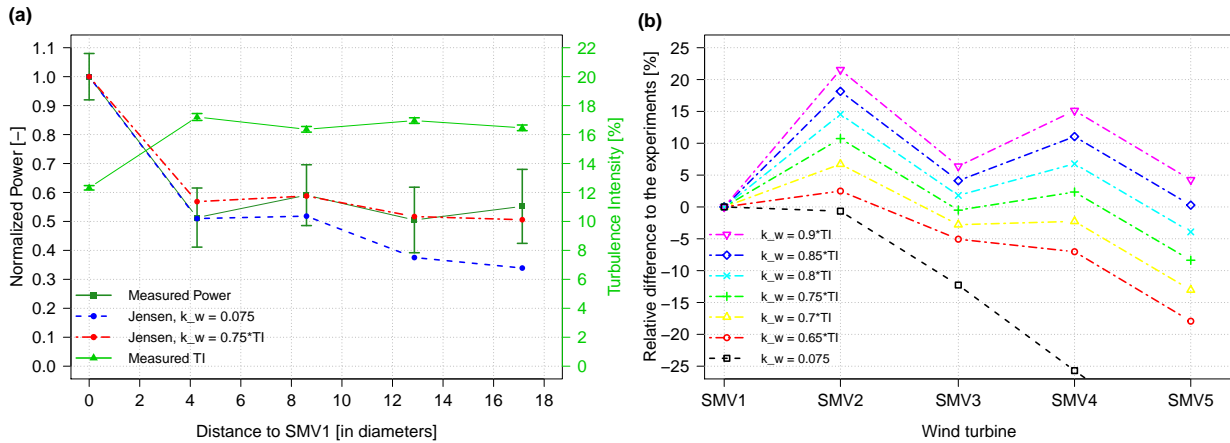 (a)
1.1
1.0
0.9
0.8
0.7
0.6
0.5
0.4
0.3
0.2
0.1
0.0
Normalized Power [−]
22
20
18
16
14
12
10
8
6
4
2
0
Turbulence Intensity [%]
Measured Power
Jensen, k_w = 0.075
Jensen, k_w = 0.75*TI
Measured TI
0 2 4 6 8 10 12 14 16 18
Distance to SMV1 [in diameters]
(b)
25
20
15
10
5
0
−5
−10
−15
−20
−25
Relative difference to the experiments [%]
k_w = 0.9*TI
k_w = 0.85*TI
k_w = 0.8*TI
k_w = 0.75*TI
k_w = 0.7*TI
k_w = 0.65*TI
k_w = 0.075
SMV1 SMV2 SMV3 SMV4 SMV5
Wind turbine